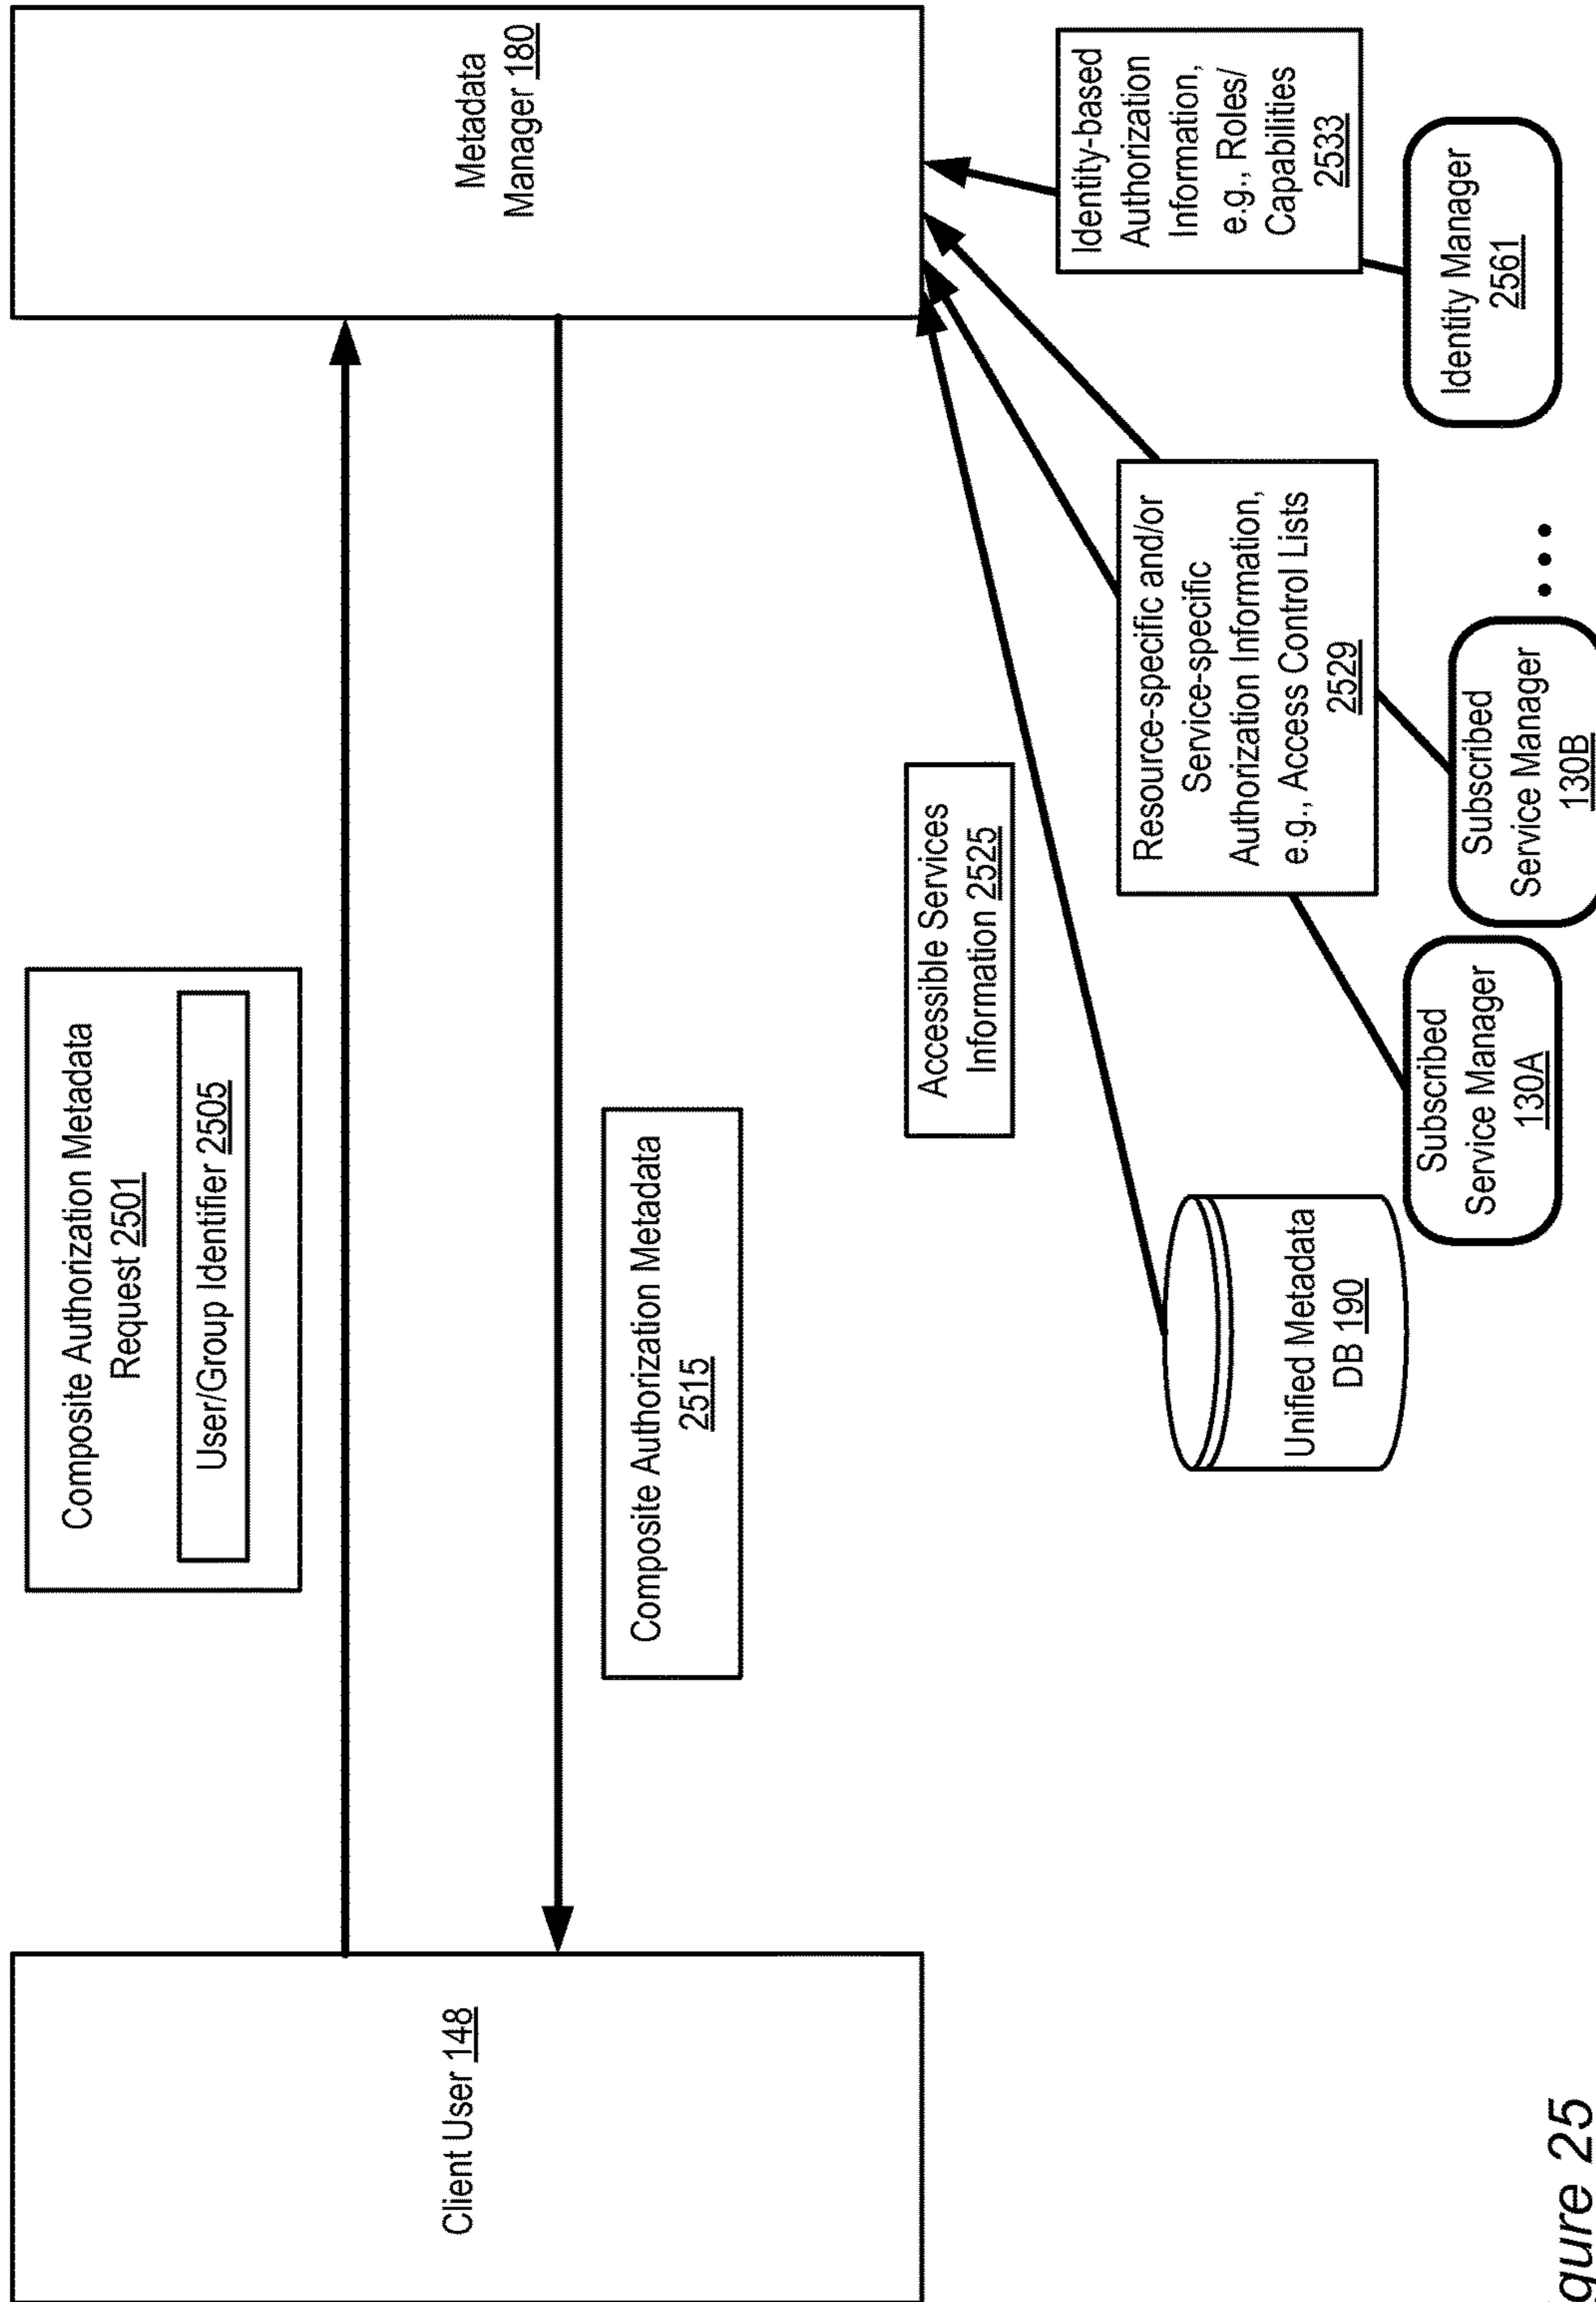 Client User 148
Composite Authorization Metadata
Request 2501
User/Group Identifier 2505
Composite Authorization Metadata
2515
Metadata
Manager 180
Accessible Services
Information 2525
Unified Metadata
DB 190
Resource-specific and/or
Service-specific
Authorization Information,
e.g., Access Control Lists
2529
Identity-based
Authorization
Information,
e.g., Roles/
Capabilities
2533
Subscribed
Service Manager
130A
Subscribed
Service Manager
130B
...
Identity Manager
2561
gure 25